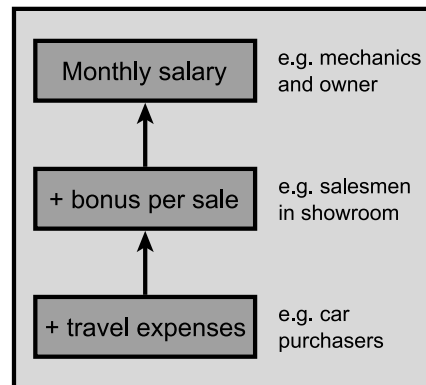 Monthly salary
e.g. mechanics
and owner
+ bonus per sale
e.g. salesmen
in showroom
+ travel expenses
e.g. car
purchasers